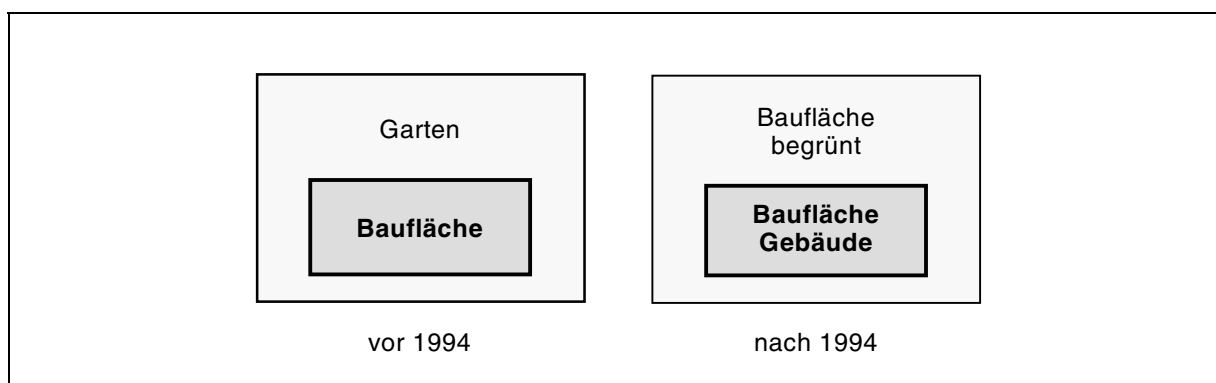 Garten
Baufläche
vor 1994
Baufläche
begrünt
Baufläche
Gebäude
nach 1994